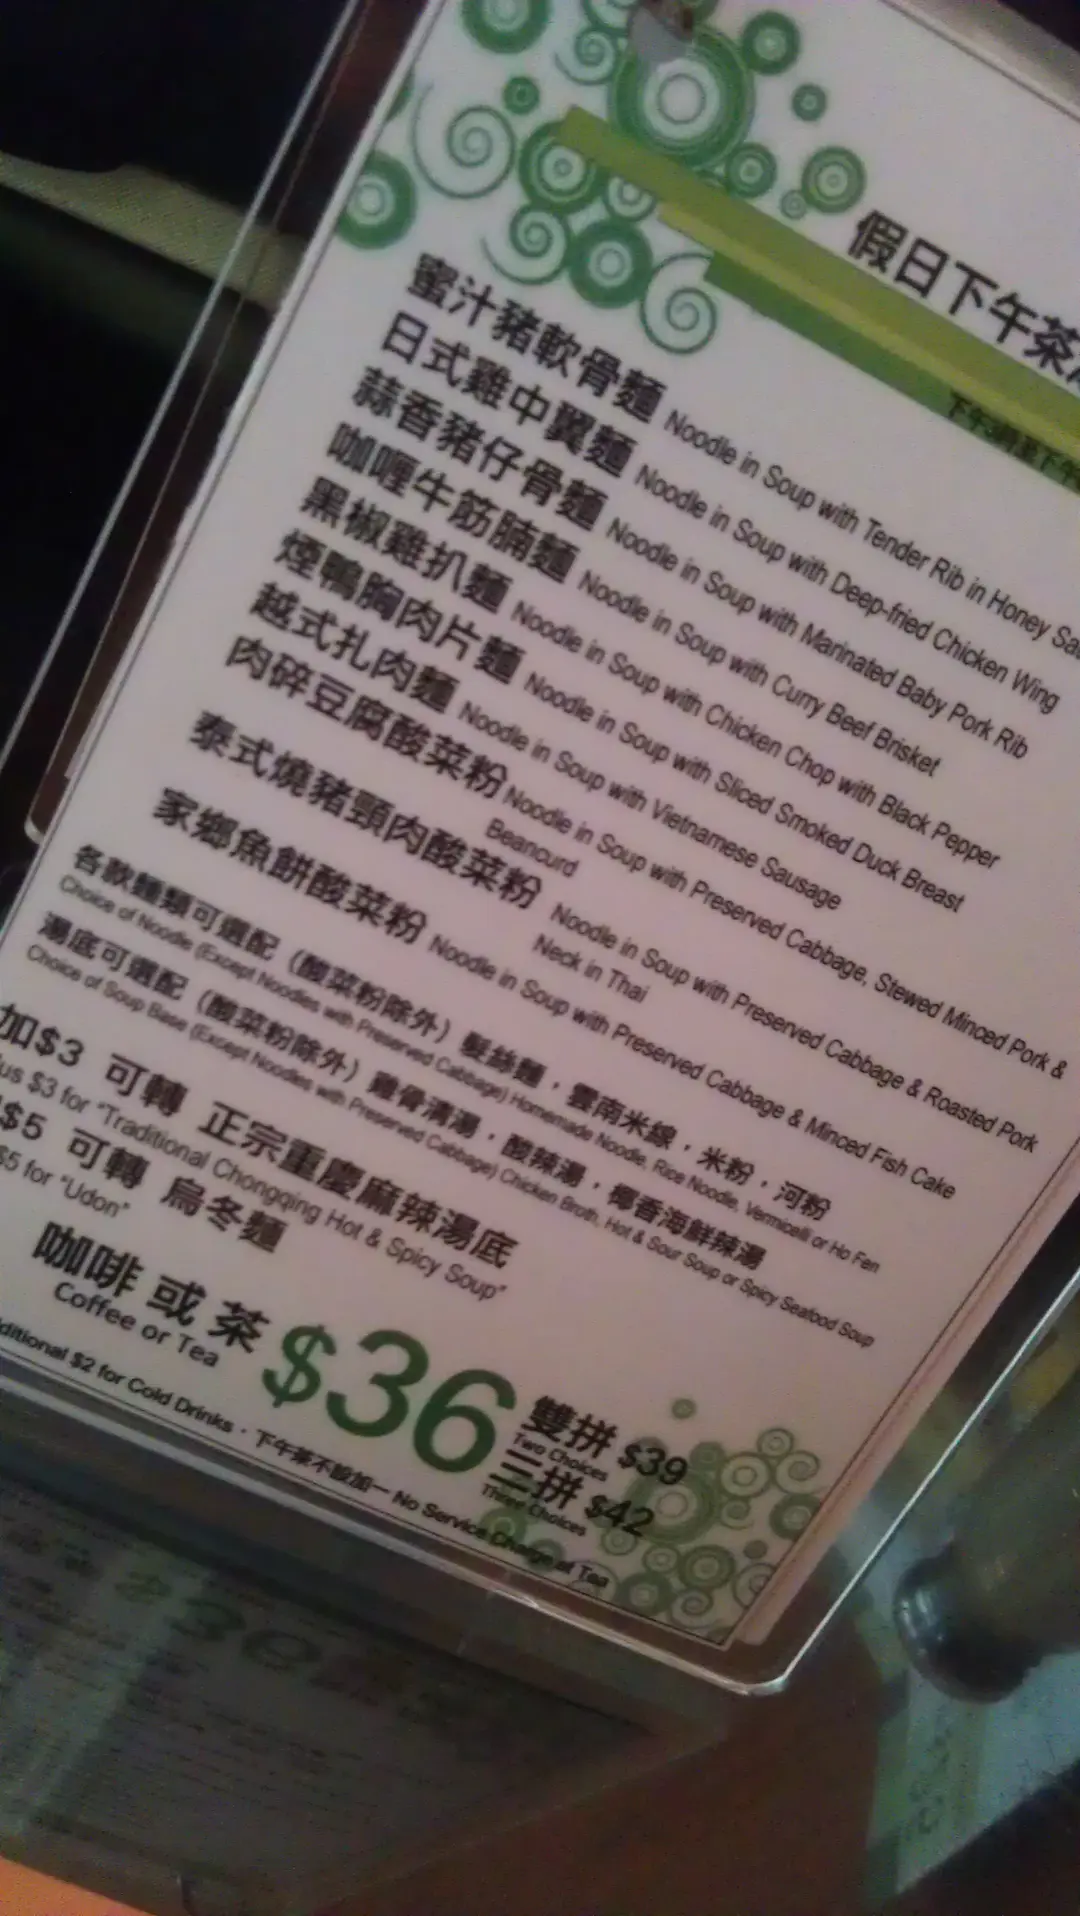 假日下午茶
下午
蜜汁豬軟骨麵 Noodle in Soup with Tender Rib in Honey
日式雞中翼麵 Noodle in Soup with Deep-fried Chicken Wing
蒜香豬仔骨麵 Noodle in Soup with Marinated Baby Pork Rib
咖喱牛筋腩麵 Noodle in Soup with Curry Beef Brisket
黑椒雞扒麵 Noodle in Soup with Chicken Chop with Black Pepper
煙鴨胸肉片麵 Noodle in Soup with Sliced Smoked Duck Breast
越式扎肉麵 Noodle in Soup with Vietnamese Sausage
肉碎豆腐酸菜粉 Noodle in Soup with Preserved Cabbage, Stewed Minced Pork &
Beancurd
泰式燒豬頸肉酸菜粉 Noodle in Soup with Preserved Cabbage & Roasted Pork
Neck in Thai
家鄉魚餅酸菜粉 Noodle in Soup with Preserved Cabbage & Minced Fish Cake
各款麵類可選配（酸菜粉除外）髮絲麵，雲南米線，米粉，河粉
Choice of Noodle (Except Noodles with Preserved Cabbage) Homemade Noodle, Rice Noodle, Vermicelli or Ho Fen
湯底可選配（酸菜粉除外）雞骨清湯，酸辣湯，椰香海鮮辣湯
Choice of Soup Base (Except Noodles with Preserved Cabbage) Chicken Broth, Hot & Sour Soup or Spicy Seafood Soup
加$3 可轉 正宗重慶麻辣湯底
$3 for "Traditional Chongqing Hot & Spicy Soup"
$5 可轉 烏冬麵
$5 for "Udon"
咖啡 或 茶 $36
Coffee or Tea
雙拼 $39
Two Choices
三拼 $42
Three Choices
$2 for Cold Drinks · 下午茶不設加一 No Service Charge at Tea